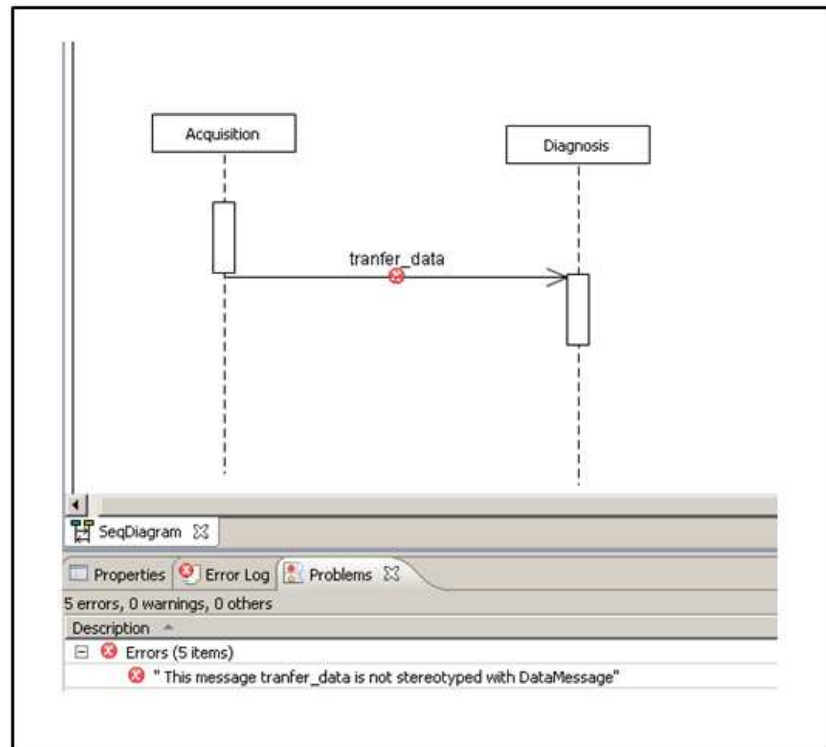 Acquisition
Diagnosis
tranfer_data
SeqDiagram
Properties Error Log Problems
5 errors, 0 warnings, 0 others
Description
Errors (5 items)
" This message tranfer_data is not stereotyped with DataMessage"